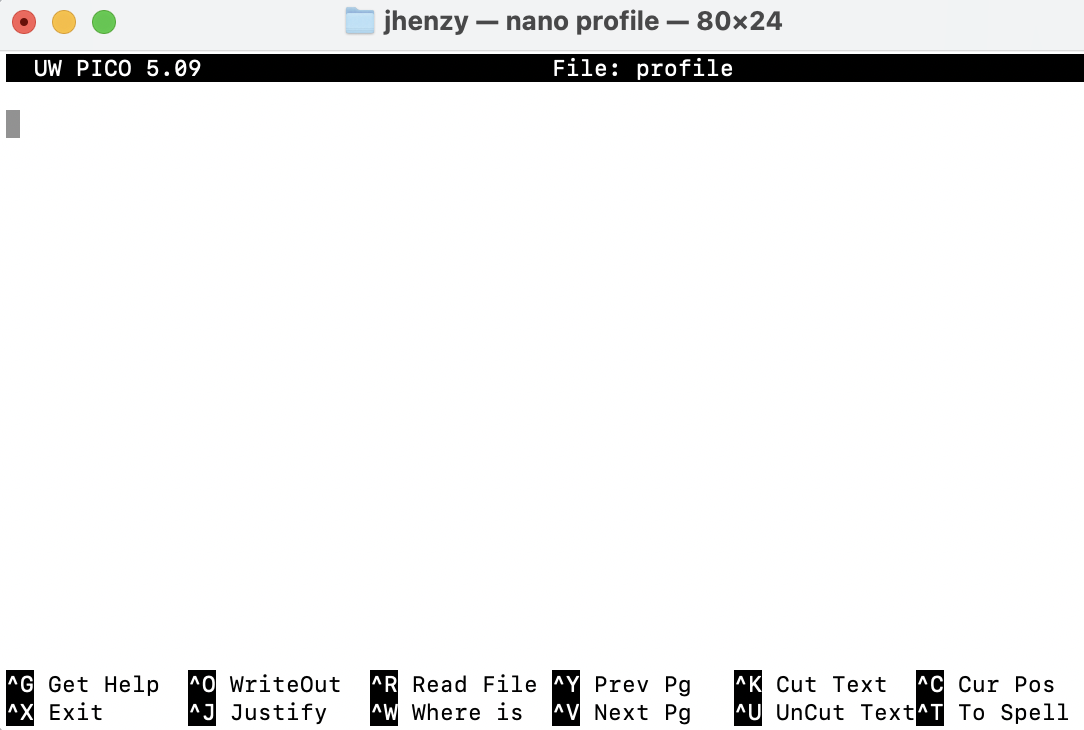 jhenzy — nano profile — 80×24
UW PICO 5.09 File: profile
^G Get Help ^O WriteOut ^R Read File ^Y Prev Pg ^K Cut Text ^C Cur Pos
^X Exit ^J Justify ^W Where is ^V Next Pg ^U UnCut Text ^T To Spell